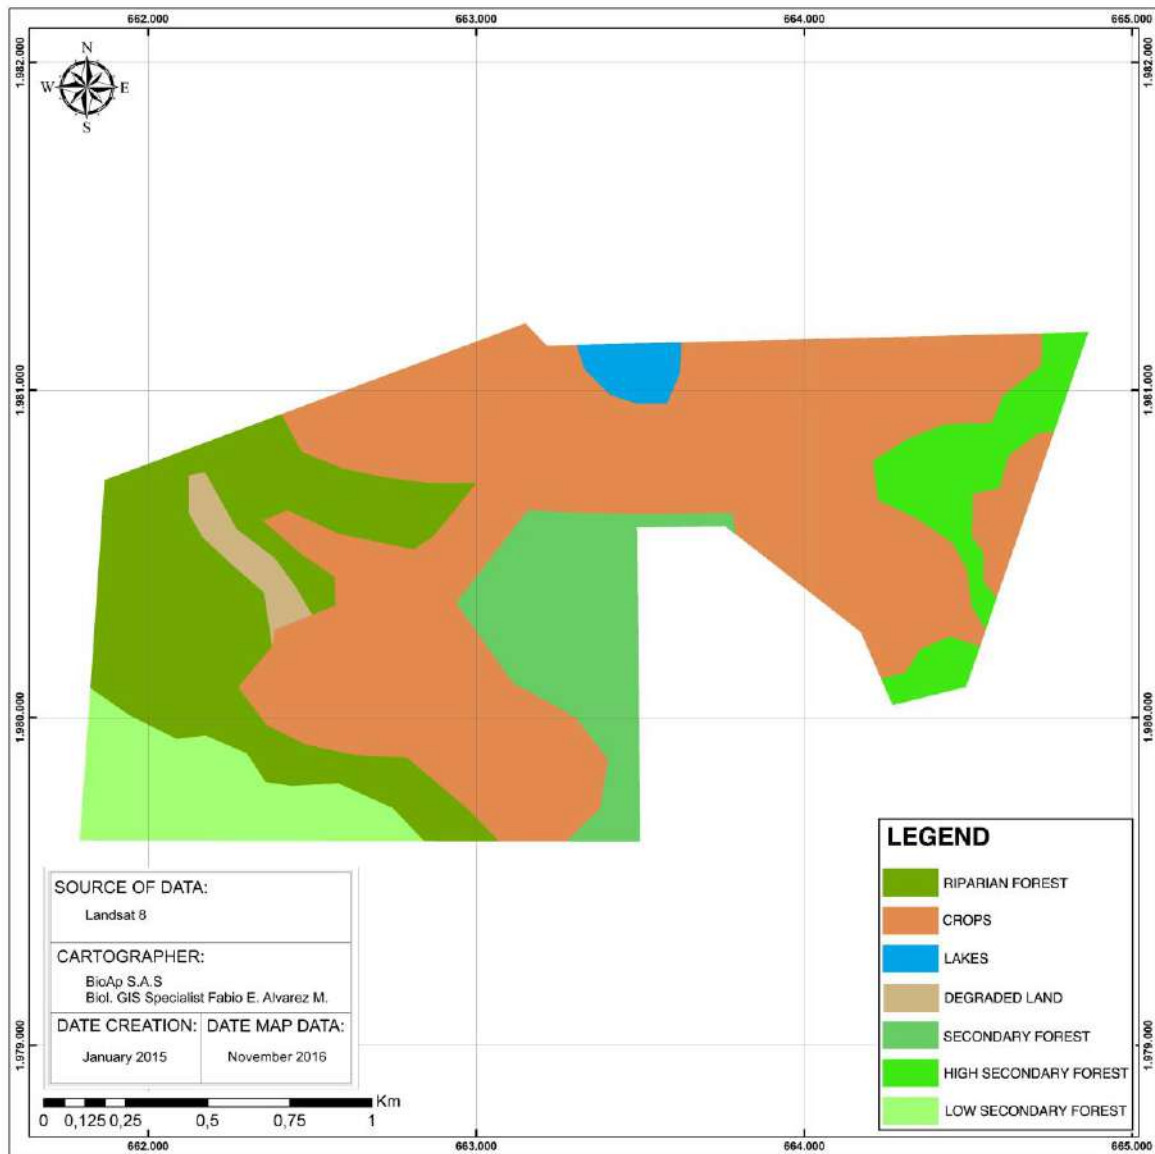 662.000 663.000 664.000 665.000
1.982.000 1.982.000
N
W E
S
1.981.000 1.981.000
1.980.000 1.980.000
LEGEND
RIPARIAN FOREST
CROPS
LAKES
DEGRADED LAND
SECONDARY FOREST
HIGH SECONDARY FOREST
LOW SECONDARY FOREST
SOURCE OF DATA:
Landsat 8
CARTOGRAPHER:
BioAp S.A.S
Biol. GIS Specialist Fabio E. Alvarez M.
DATE CREATION: DATE MAP DATA:
January 2015 November 2016
1.979.000 1.979.000
Km
0 0,125 0,25 0,5 0,75 1
662.000 663.000 664.000 665.000